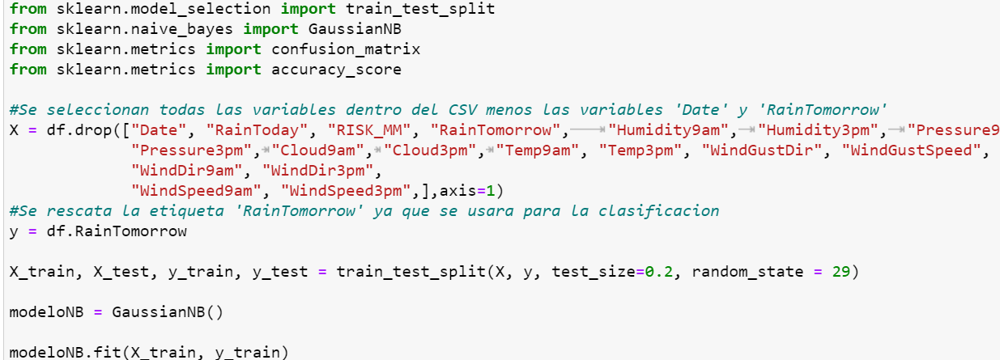 from sklearn.model_selection import train_test_split
from sklearn.naive_bayes import GaussianNB
from sklearn.metrics import confusion_matrix
from sklearn.metrics import accuracy_score
#Se seleccionan todas las variables dentro del CSV menos las variables 'Date' y 'RainTomorrow'
X = df.drop(["Date", "RainToday", "RISK_MM", "RainTomorrow", "Humidity9am", "Humidity3pm", "Pressure9
"Pressure3pm", "Cloud9am", "Cloud3pm", "Temp9am", "Temp3pm", "WindGustDir", "WindGustSpeed",
"WindDir9am", "WindDir3pm",
"WindSpeed9am", "WindSpeed3pm",],axis=1)
#Se rescata la etiqueta 'RainTomorrow' ya que se usara para la clasificacion
y = df.RainTomorrow
X_train, X_test, y_train, y_test = train_test_split(X, y, test_size=0.2, random_state = 29)
modeloNB = GaussianNB()
modeloNB.fit(X_train, y_train)